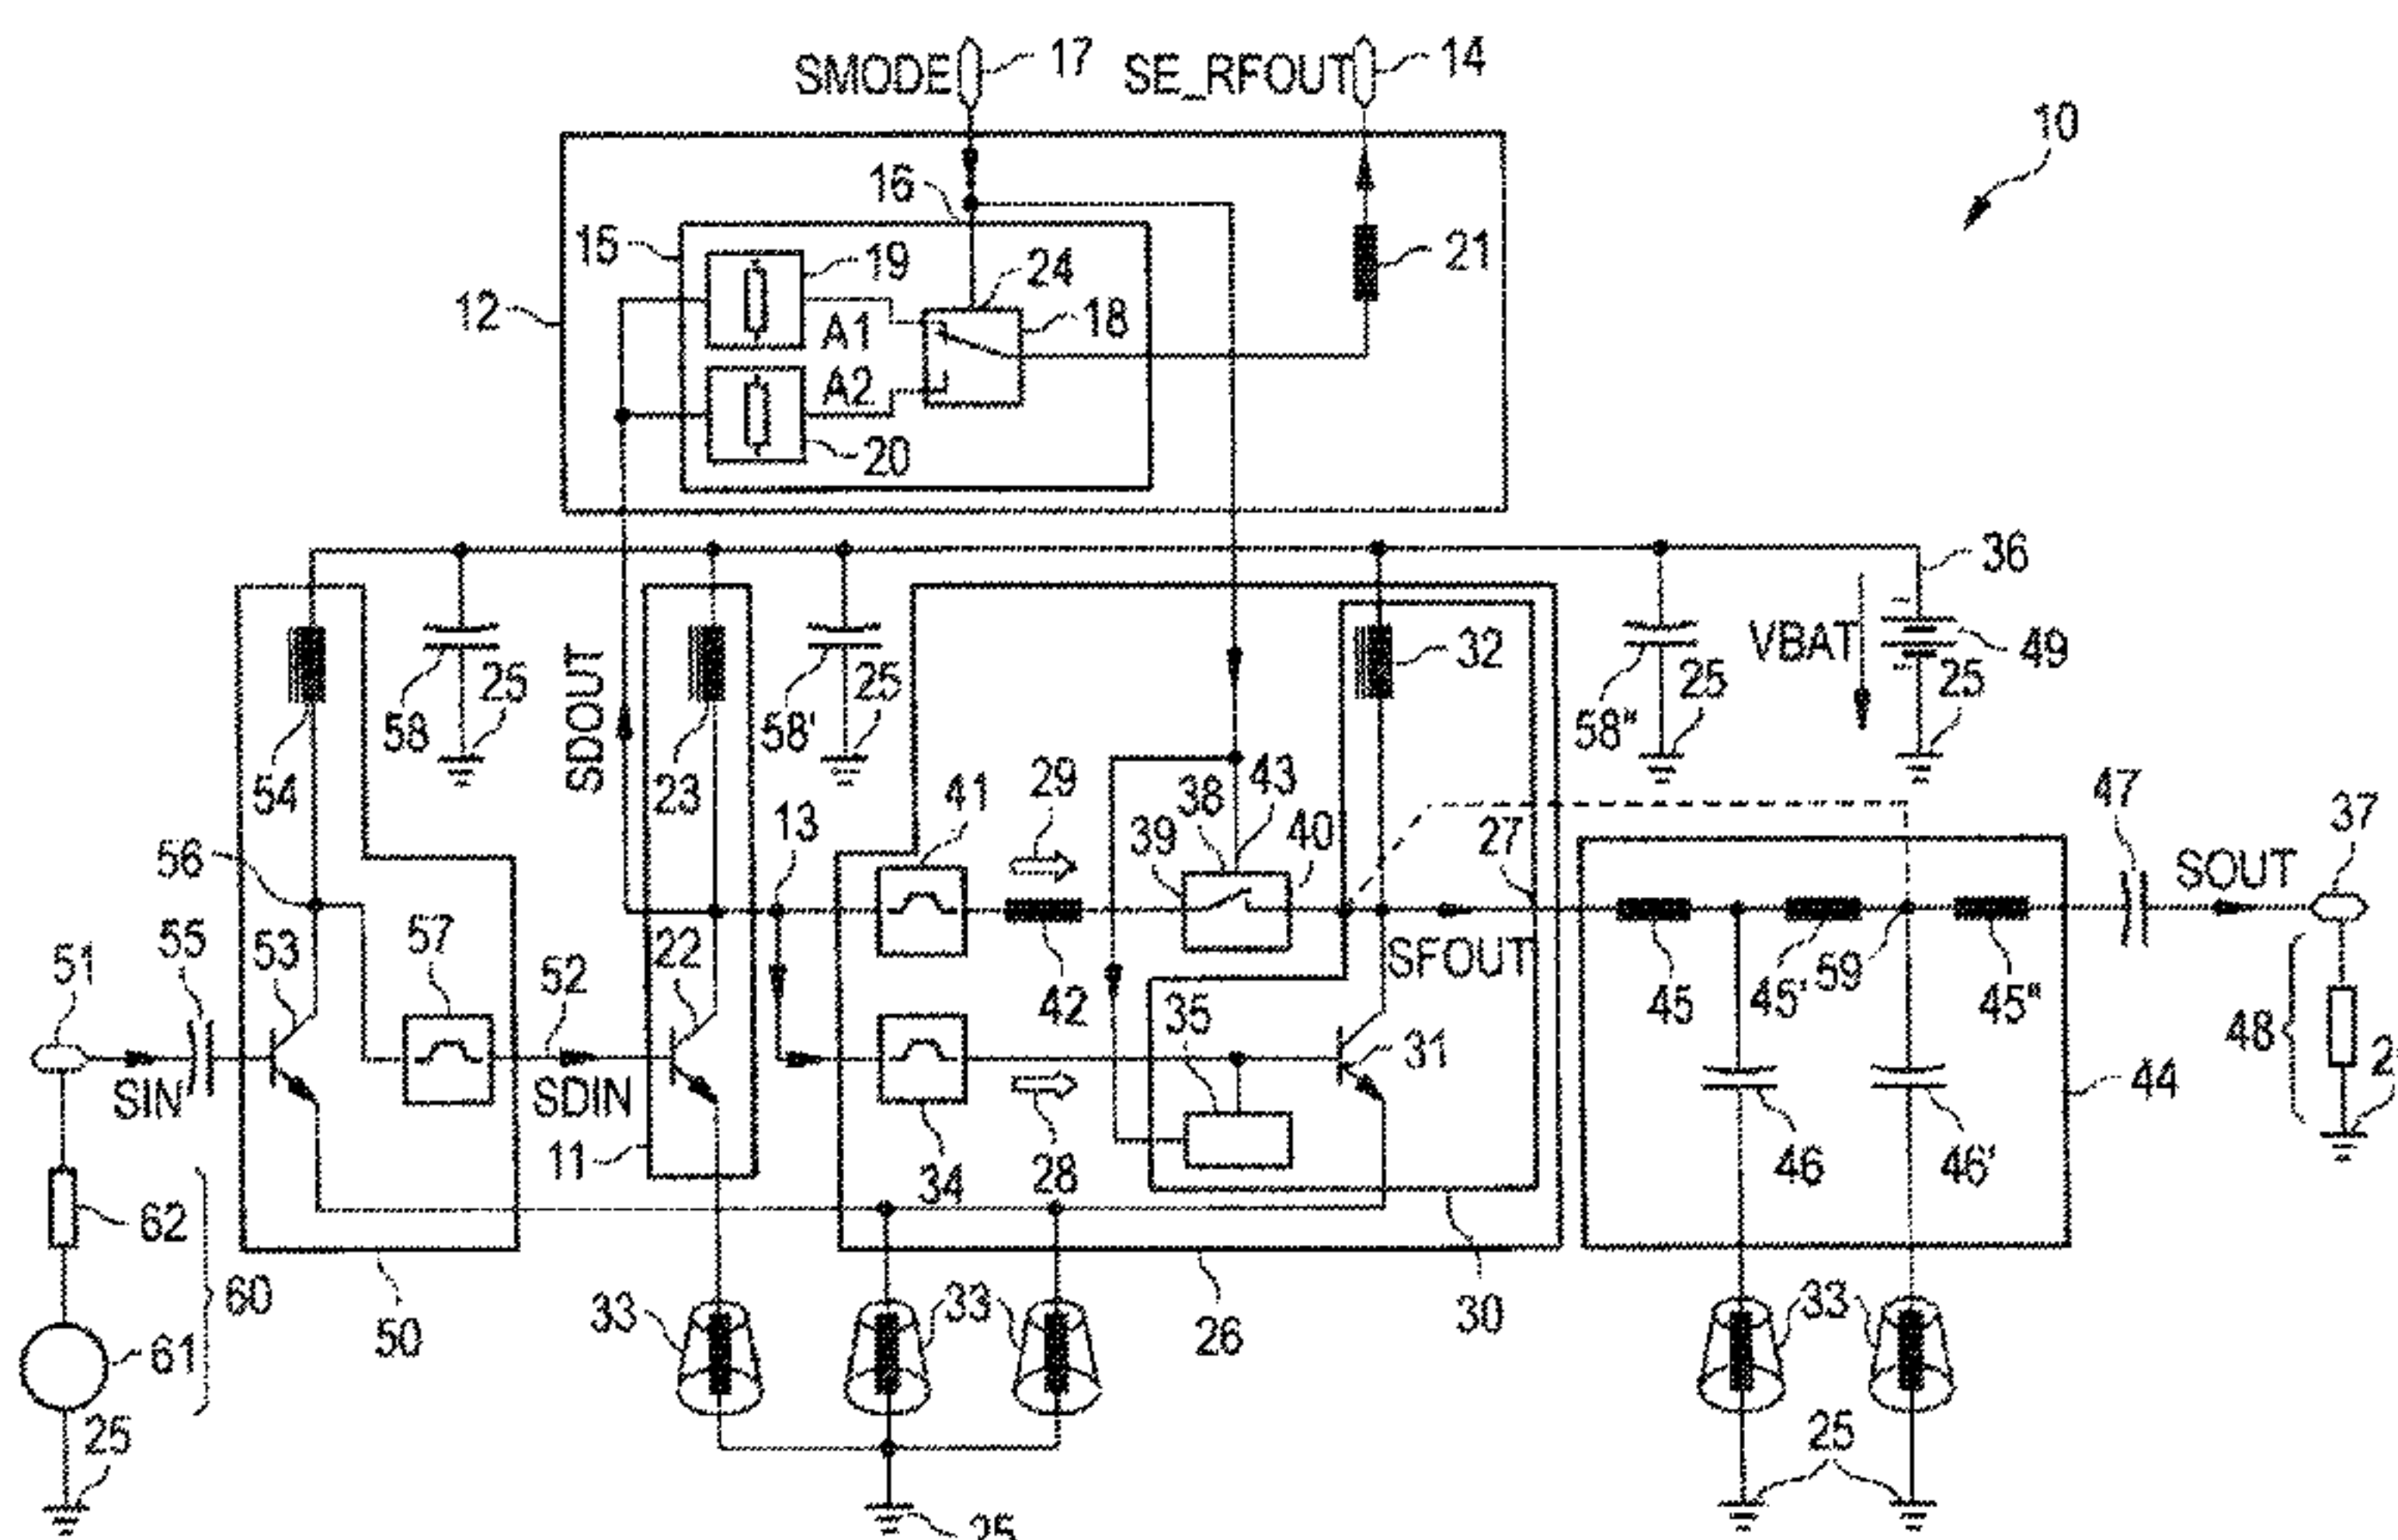 SMODE 17 SE_RFOUT 14
10
16
15 19 24 21
12 A1 18
A2
20
36
SDOUT 32 VBAT 49
54 58 25 23 58' 25 58" 25 25
29 38 43 47 37
56 13 41 39 40 27 SOUT
51 55 53 57 52 22 SFOUT 59
42 35 45 45' 45" 48
SIN SDIN 31 44
11 34 28 46 46'
62
60 33 33 30 33
61 50 26
25 25
25